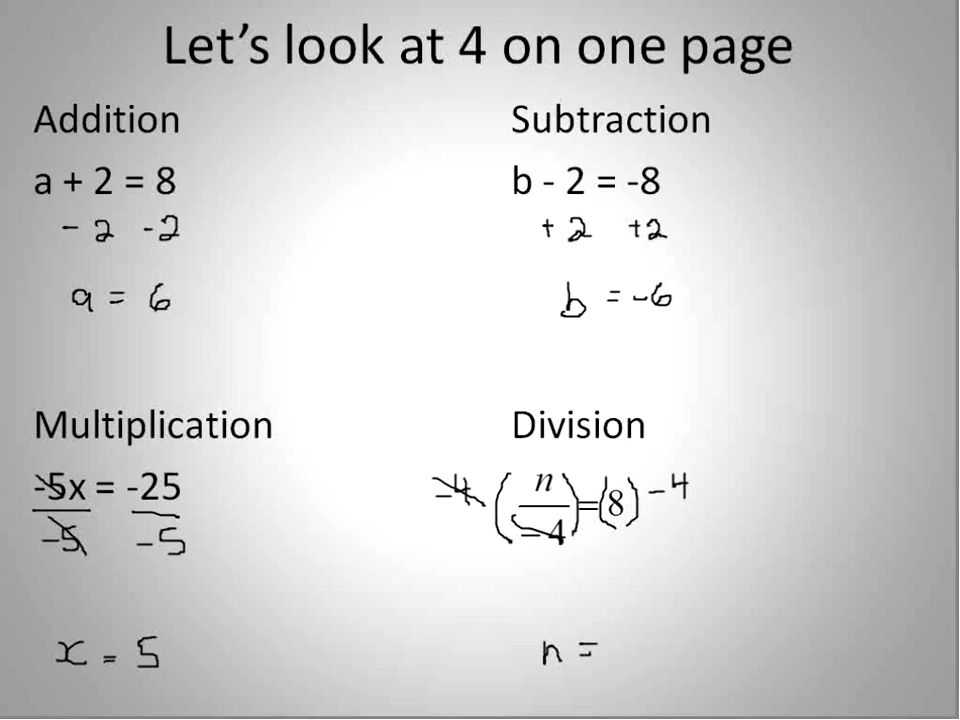 Let's look at 4 on one page
Addition
a + 2 = 8
- 2 -2
a = 6
Subtraction
b - 2 = -8
+ 2 +2
b = -6
Multiplication
-5x = -25
-5 -5
x = 5
Division
-4 (n/-4) = (8) -4
n =